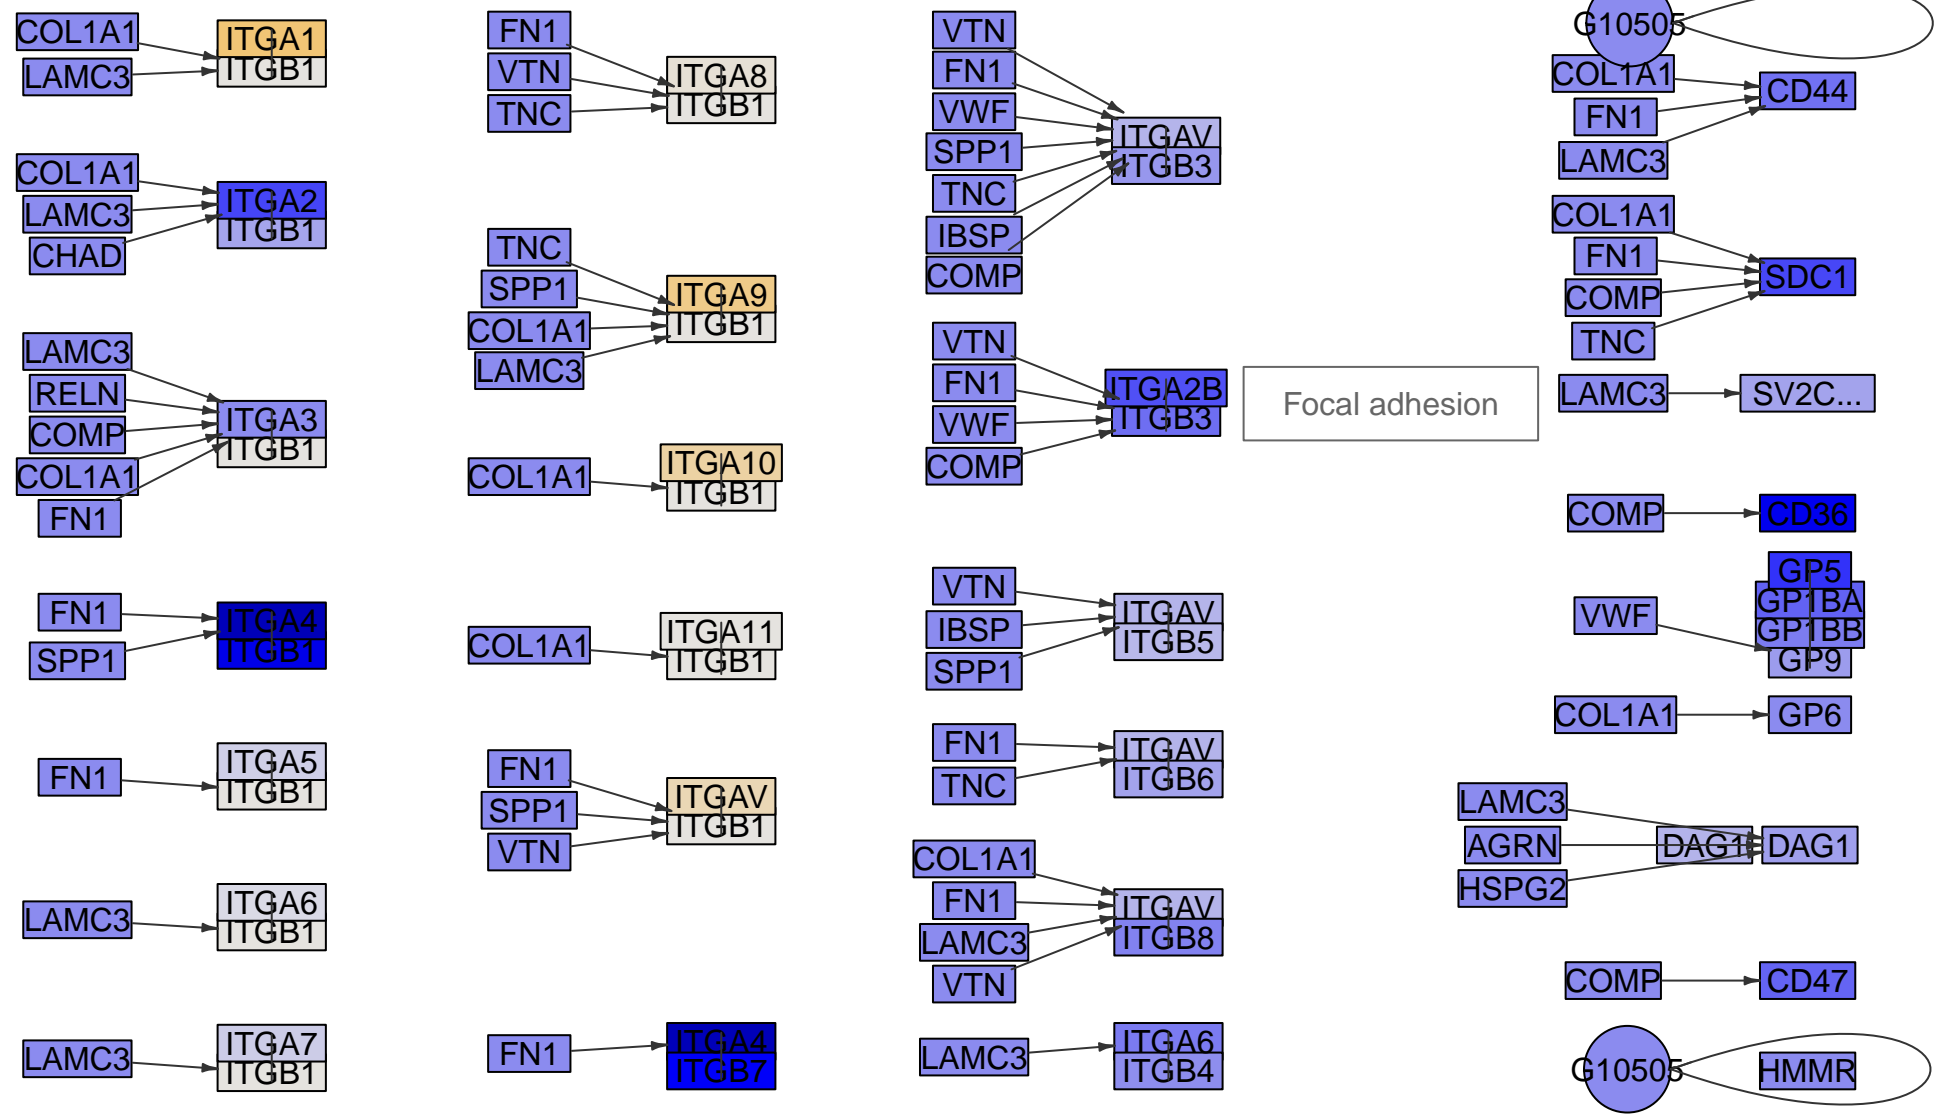 COL1A1
LAMC3
ITGA1
ITGB1
COL1A1
LAMC3
CHAD
ITGA2
ITGB1
LAMC3
RELN
COMP
COL1A1
FN1
ITGA3
ITGB1
FN1
SPP1
ITGA4
ITGB1
FN1
ITGA5
ITGB1
LAMC3
ITGA6
ITGB1
LAMC3
ITGA7
ITGB1
FN1
VTN
TNC
ITGA8
ITGB1
TNC
SPP1
COL1A1
LAMC3
ITGA9
ITGB1
COL1A1
ITGA10
ITGB1
COL1A1
ITGA11
ITGB1
FN1
SPP1
VTN
ITGAV
ITGB1
FN1
ITGA4
ITGB7
VTN
FN1
VWF
SPP1
TNC
IBSP
COMP
ITGAV
ITGB3
VTN
FN1
VWF
COMP
ITGA2B
ITGB3
Focal adhesion
VTN
IBSP
SPP1
ITGAV
ITGB5
FN1
TNC
ITGAV
ITGB6
COL1A1
FN1
LAMC3
VTN
ITGAV
ITGB8
LAMC3
ITGA6
ITGB4
G10505
COL1A1
FN1
LAMC3
CD44
COL1A1
FN1
COMP
TNC
SDC1
LAMC3
SV2C...
COMP
CD36
VWF
GP5
GP1BA
GP1BB
GP9
COL1A1
GP6
LAMC3
AGRN
HSPG2
DAG1
DAG1
COMP
CD47
G10505
HMMR